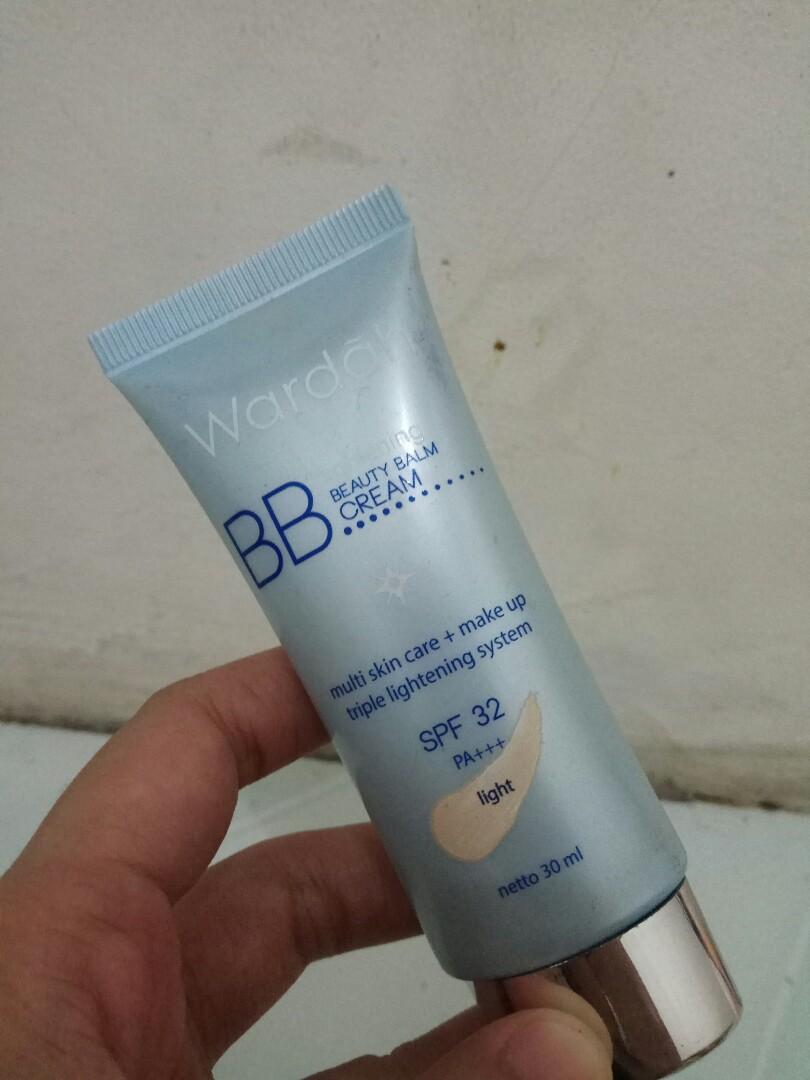 Wardah
BB BEAUTY BALM
CREAM
multi skin care + make up
triple lightening system
SPF 32
PA+++
light
netto 30 ml